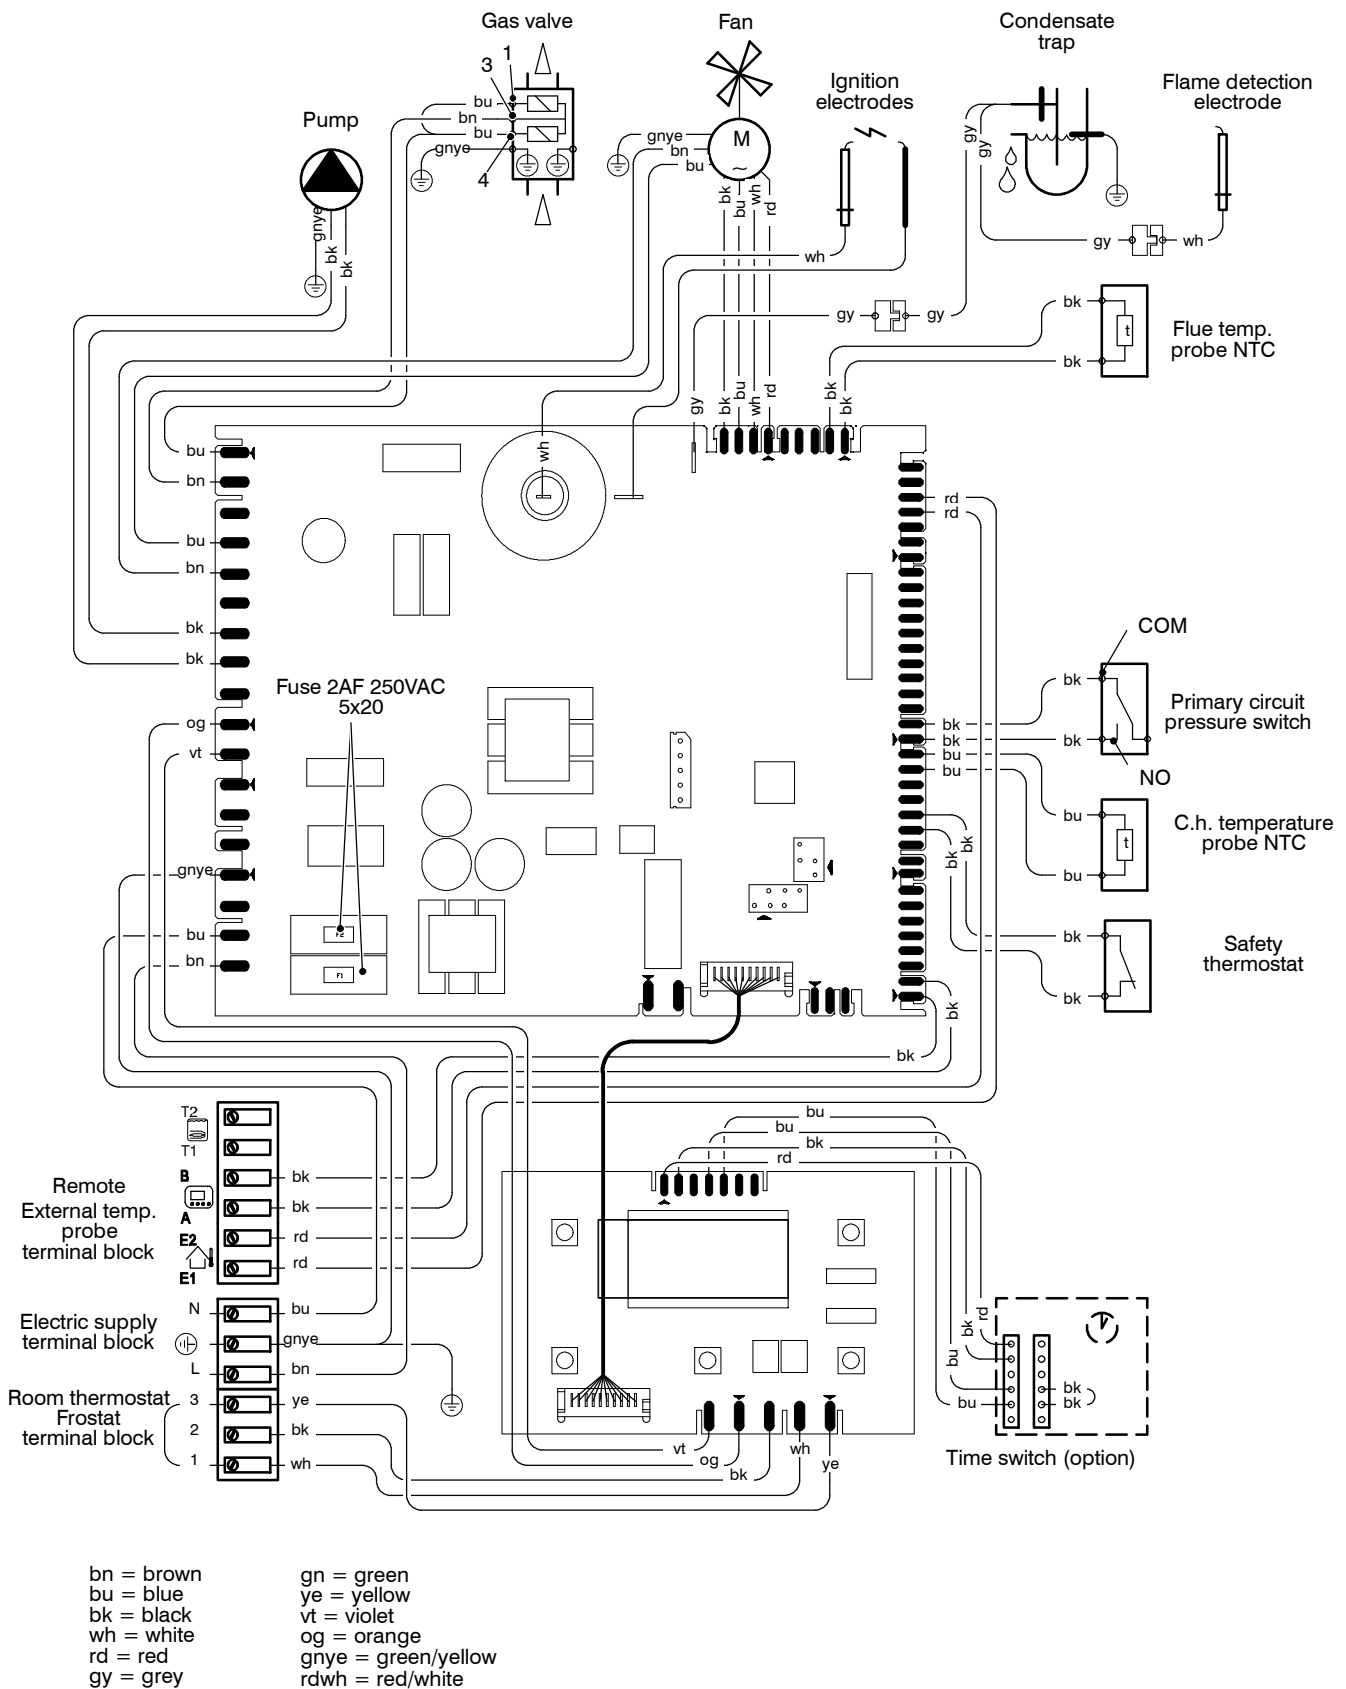 Gas valve
Fan
Condensate
trap
1
3
4
bu
bn
bu
gnye
Pump
gnye
bk
bk
gnye
bn
bu
M
~
bk
bu
wh
rd
Ignition
electrodes
wh
gy
gy
Flame detection
electrode
gy
wh
gy
gy
bk
bk
t
Flue temp.
probe NTC
gy
bk
bu
wh
rd
bk
bk
wh
bu
bn
bu
bn
bk
bk
og
vt
gnye
bu
bn
rd
rd
Fuse 2AF 250VAC
5x20
F2
F1
COM
bk
bk
bk
bk
Primary circuit
pressure switch
NO
bu
bu
bu
bu
t
C.h. temperature
probe NTC
bk
bk
bk
bk
Safety
thermostat
bk
bk
T2
T1
B
A
E2
E1
bk
bk
rd
rd
Remote
External temp.
probe
terminal block
N
L
bu
gnye
bn
Electric supply
terminal block
3
2
1
ye
bk
wh
Room thermostat
Frostat
terminal block
bu
bu
bk
rd
vt
og
bk
wh
ye
rd
bk
bu
bu
bk
bk
Time switch (option)
bn = brown
bu = blue
bk = black
wh = white
rd = red
gy = grey
gn = green
ye = yellow
vt = violet
og = orange
gnye = green/yellow
rdwh = red/white